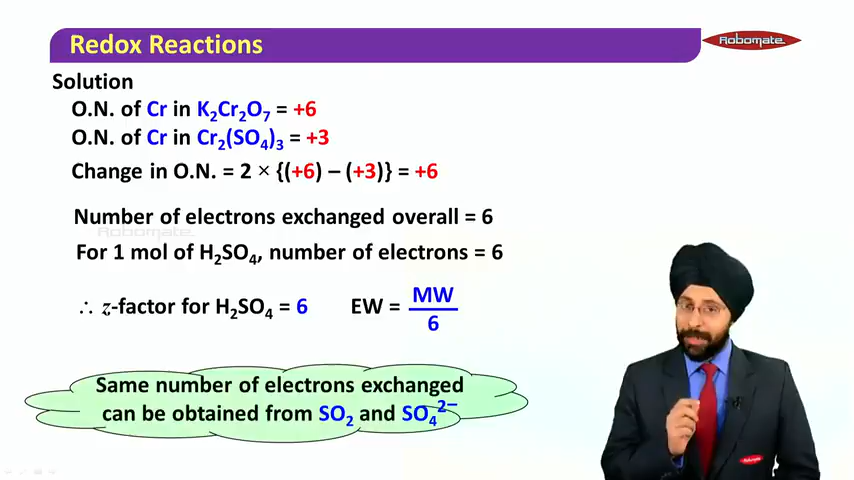 Redox Reactions
Robomate
Solution
O.N. of Cr in K₂Cr₂O₇ = +6
O.N. of Cr in Cr₂(SO₄)₃ = +3
Change in O.N. = 2 × {(+6) – (+3)} = +6
Number of electrons exchanged overall = 6
Robomate
For 1 mol of H₂SO₄, number of electrons = 6
∴ z-factor for H₂SO₄ = 6 EW = MW/6
Same number of electrons exchanged
can be obtained from SO₂ and SO₄²⁻
Robomate